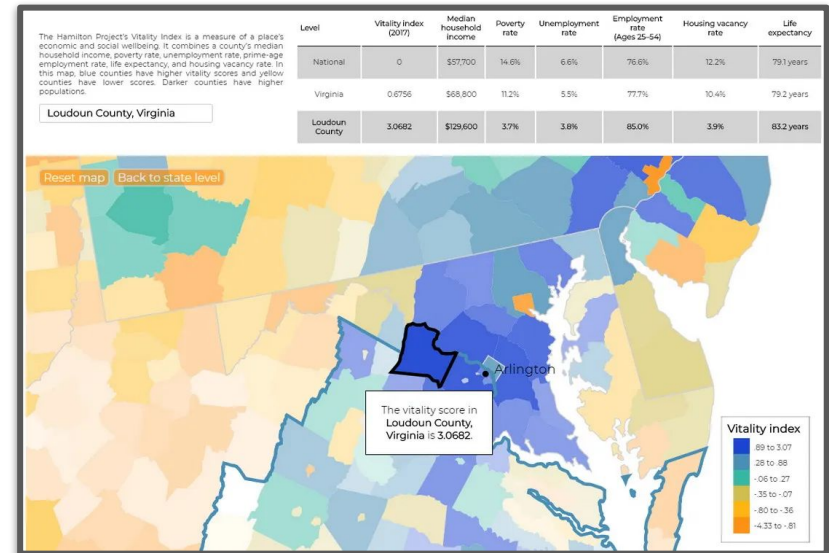 The Hamilton Project's Vitality Index is a measure of a place's
economic and social wellbeing. It combines a county's median
household income, poverty rate, unemployment rate, prime-age
employment rate, life expectancy, and housing vacancy rate. In
this map, blue counties have higher vitality scores and yellow
counties have lower scores. Darker counties have higher
populations.
Loudoun County, Virginia
Level Vitality index (2017) Median household income Poverty rate Unemployment rate Employment rate (Ages 25–54) Housing vacancy rate Life expectancy
National 0 $57,700 14.6% 6.6% 76.6% 12.2% 79.1 years
Virginia 0.6756 $68,800 11.2% 5.5% 77.7% 10.4% 79.2 years
Loudoun County 3.0682 $129,600 3.7% 3.8% 85.0% 3.9% 83.2 years
Reset map Back to state level
Arlington
The vitality score in
Loudoun County,
Virginia is 3.0682.
Vitality index
.89 to 3.07
.28 to .88
-.06 to .27
-.35 to -.07
-.80 to -.36
-4.33 to -.81